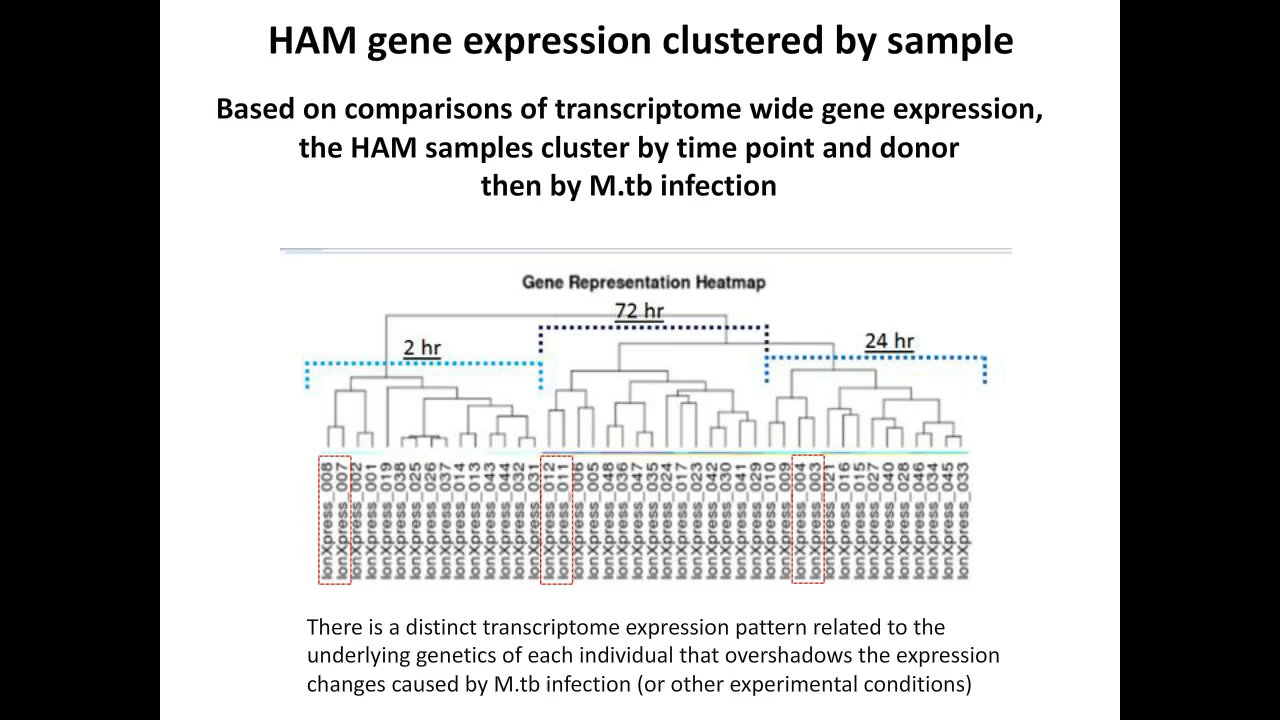 HAM gene expression clustered by sample
Based on comparisons of transcriptome wide gene expression,
the HAM samples cluster by time point and donor
then by M.tb infection
Gene Representation Heatmap
72 hr
2 hr
24 hr
IonXpress_008
IonXpress_007
IonXpress_002
IonXpress_001
IonXpress_019
IonXpress_038
IonXpress_025
IonXpress_026
IonXpress_037
IonXpress_014
IonXpress_013
IonXpress_043
IonXpress_044
IonXpress_032
IonXpress_031
IonXpress_012
IonXpress_011
IonXpress_006
IonXpress_005
IonXpress_048
IonXpress_036
IonXpress_047
IonXpress_035
IonXpress_024
IonXpress_017
IonXpress_023
IonXpress_042
IonXpress_030
IonXpress_041
IonXpress_029
IonXpress_010
IonXpress_009
IonXpress_004
IonXpress_003
IonXpress_021
IonXpress_016
IonXpress_015
IonXpress_027
IonXpress_040
IonXpress_028
IonXpress_046
IonXpress_034
IonXpress_045
IonXpress_033
There is a distinct transcriptome expression pattern related to the
underlying genetics of each individual that overshadows the expression
changes caused by M.tb infection (or other experimental conditions)